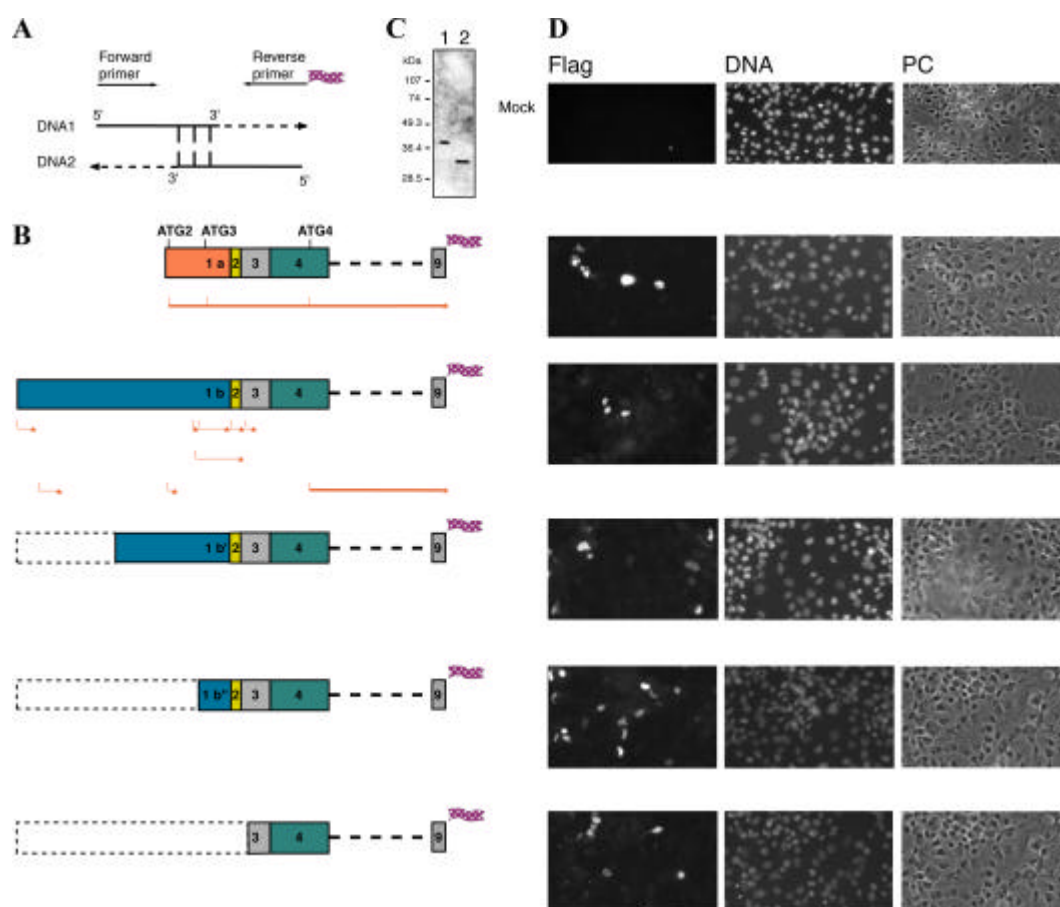 A
Forward
primer
Reverse
primer
5'
3'
DNA1
DNA2
3'
5'
C
1 2
kDa
107
74
49.3
36.4
28.5
D
Flag DNA PC
Mock
B
ATG2 ATG3 ATG4
1 a 2 3 4 9
1 b 2 3 4 9
1 b' 2 3 4 9
1 b" 2 3 4 9
3 4 9